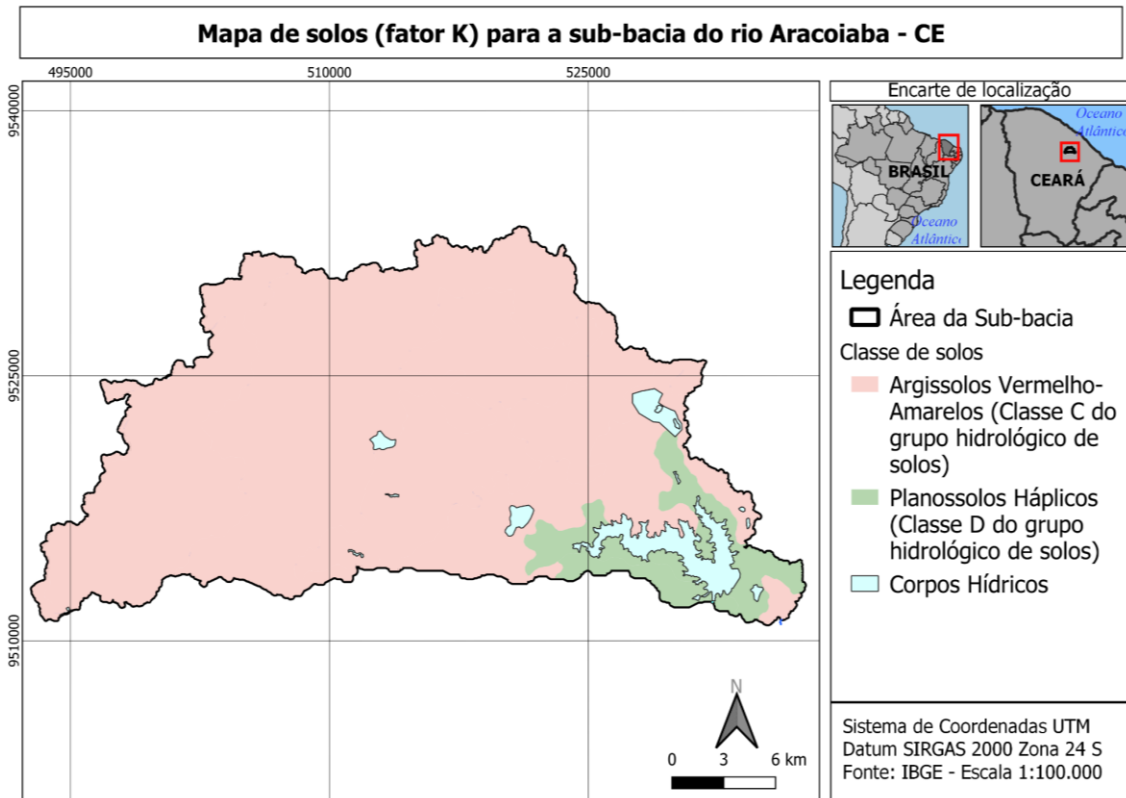 Mapa de solos (fator K) para a sub-bacia do rio Aracoiaba - CE
495000
510000
525000
9540000
9525000
9510000
N
0 3 6 km
Encarte de localização
BRASIL
Oceano
Atlântico
Oceano
Atlântico
CEARÁ
Legenda
Área da Sub-bacia
Classe de solos
Argissolos Vermelho-
Amarelos (Classe C do
grupo hidrológico de
solos)
Planossolos Háplicos
(Classe D do grupo
hidrológico de solos)
Corpos Hídricos
Sistema de Coordenadas UTM
Datum SIRGAS 2000 Zona 24 S
Fonte: IBGE - Escala 1:100.000